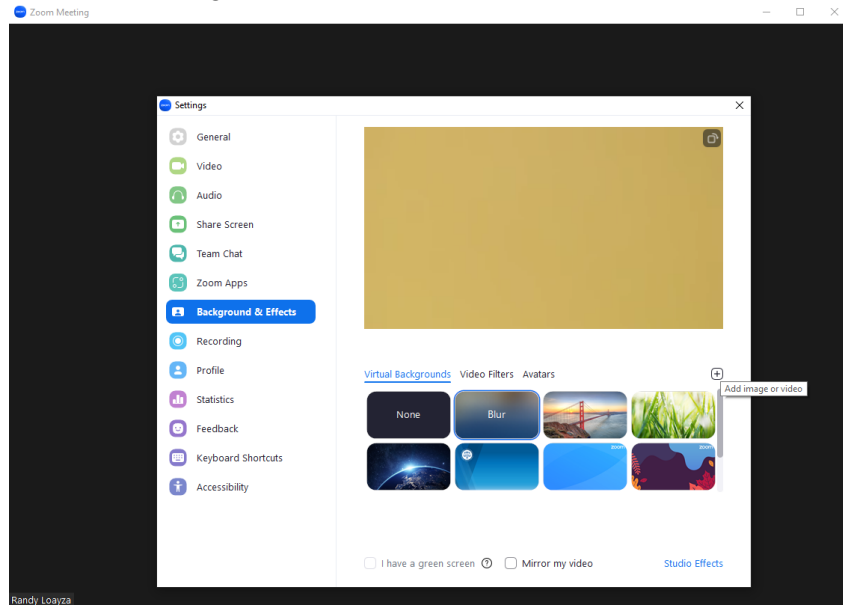 Zoom Meeting
Settings
General
Video
Audio
Share Screen
Team Chat
Zoom Apps
Background & Effects
Recording
Profile
Statistics
Feedback
Keyboard Shortcuts
Accessibility
Virtual Backgrounds Video Filters Avatars
Add image or video
None Blur
zoom zoom
I have a green screen Mirror my video Studio Effects
Randy Loayza